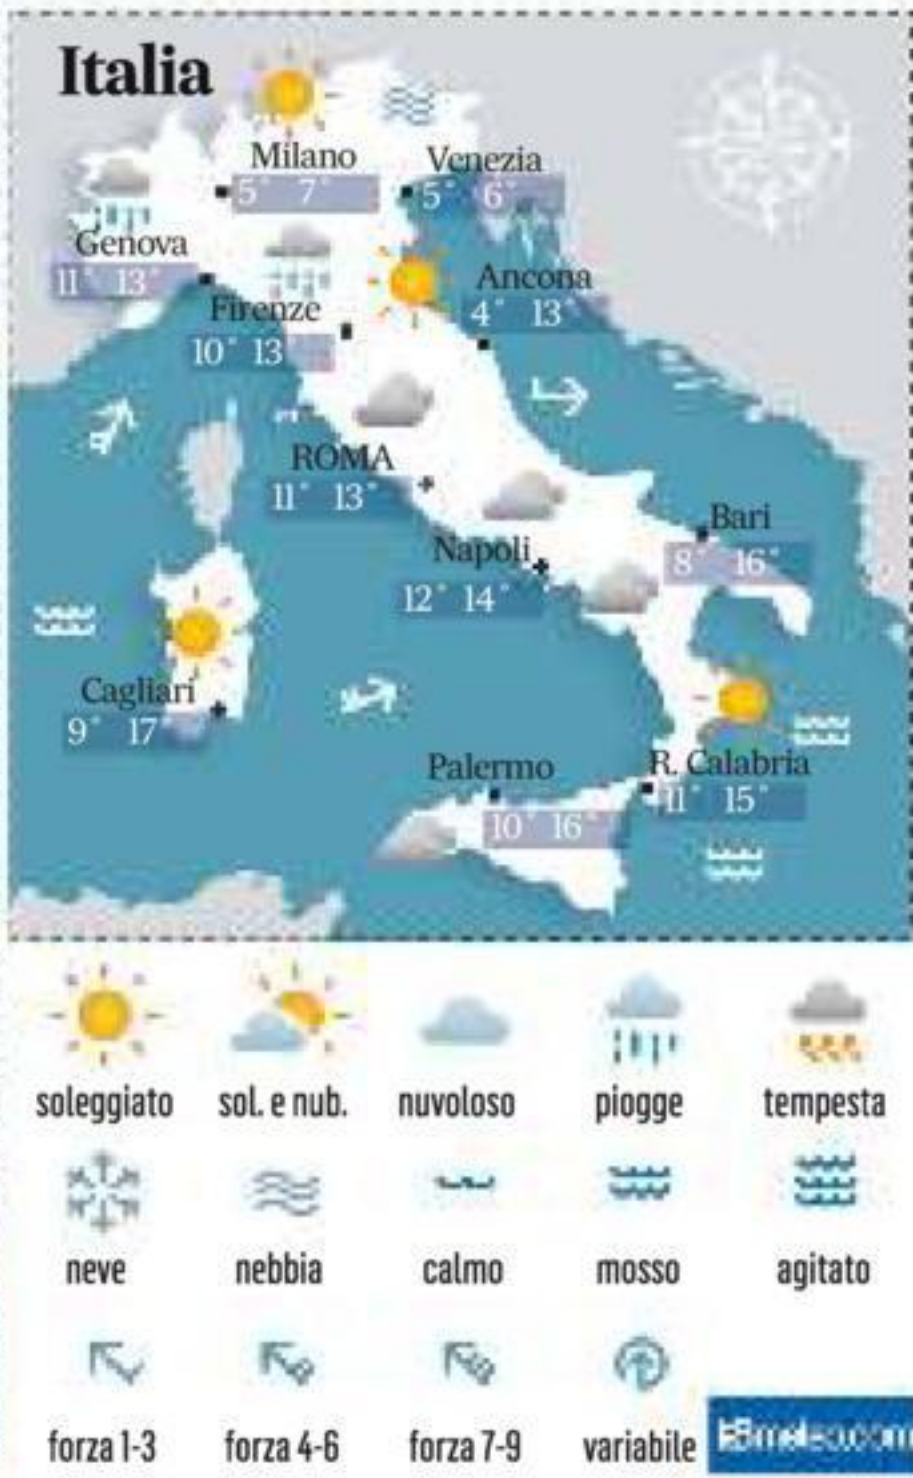 Italia
Milano
5° 7°
Venezia
5° 6°
Genova
11° 13°
Firenze
10° 13
Ancona
4° 13°
ROMA
11° 13°
Napoli
12° 14°
Bari
8° 16°
Cagliari
9° 17°
Palermo
10° 16°
R. Calabria
11° 15°
soleggiato sol. e nub. nuvoloso piogge tempesta
neve nebbia calmo mosso agitato
forza 1-3 forza 4-6 forza 7-9 variabile